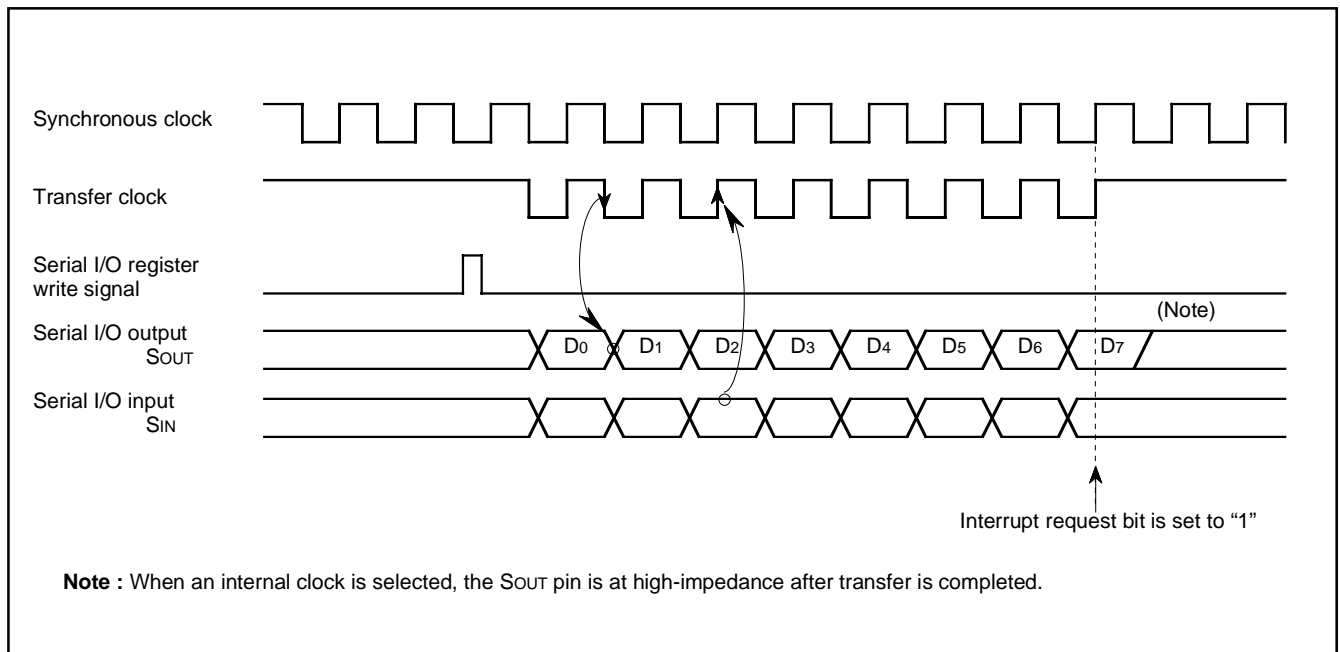 Synchronous clock
Transfer clock
Serial I/O register
write signal
(Note)
Serial I/O output
SOUT
D0 D1 D2 D3 D4 D5 D6 D7
Serial I/O input
SIN
Interrupt request bit is set to “1”
Note : When an internal clock is selected, the SOUT pin is at high-impedance after transfer is completed.